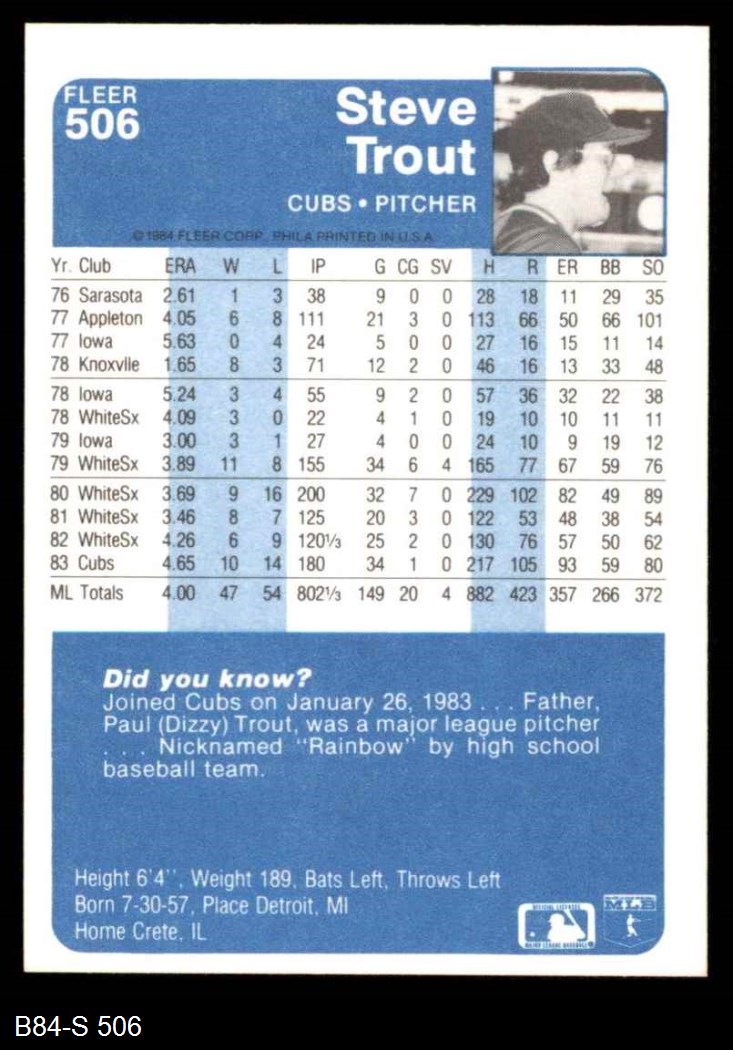 FLEER
506
Steve
Trout
CUBS • PITCHER
© 1984 FLEER CORP. PHILA PRINTED IN U.S.A.
Yr. Club ERA W L IP G CG SV H R ER BB SO
76 Sarasota 2.61 1 3 38 9 0 0 28 18 11 29 35
77 Appleton 4.05 6 8 111 21 3 0 113 66 50 66 101
77 Iowa 5.63 0 4 24 5 0 0 27 16 15 11 14
78 Knoxvlle 1.65 8 3 71 12 2 0 46 16 13 33 48
78 Iowa 5.24 3 4 55 9 2 0 57 36 32 22 38
78 WhiteSx 4.09 3 0 22 4 1 0 19 10 10 11 11
79 Iowa 3.00 3 1 27 4 0 0 24 10 9 19 12
79 WhiteSx 3.89 11 8 155 34 6 4 165 77 67 59 76
80 WhiteSx 3.69 9 16 200 32 7 0 229 102 82 49 89
81 WhiteSx 3.46 8 7 125 20 3 0 122 53 48 38 54
82 WhiteSx 4.26 6 9 120⅓ 25 2 0 130 76 57 50 62
83 Cubs 4.65 10 14 180 34 1 0 217 105 93 59 80
ML Totals 4.00 47 54 802⅓ 149 20 4 882 423 357 266 372
Did you know?
Joined Cubs on January 26, 1983 . . . Father,
Paul (Dizzy) Trout, was a major league pitcher
. . . Nicknamed "Rainbow" by high school
baseball team.
Height 6'4'', Weight 189, Bats Left, Throws Left
Born 7-30-57, Place Detroit, MI
Home Crete, IL
OFFICIAL LICENSEE
MAJOR LEAGUE BASEBALL
B84-S 506